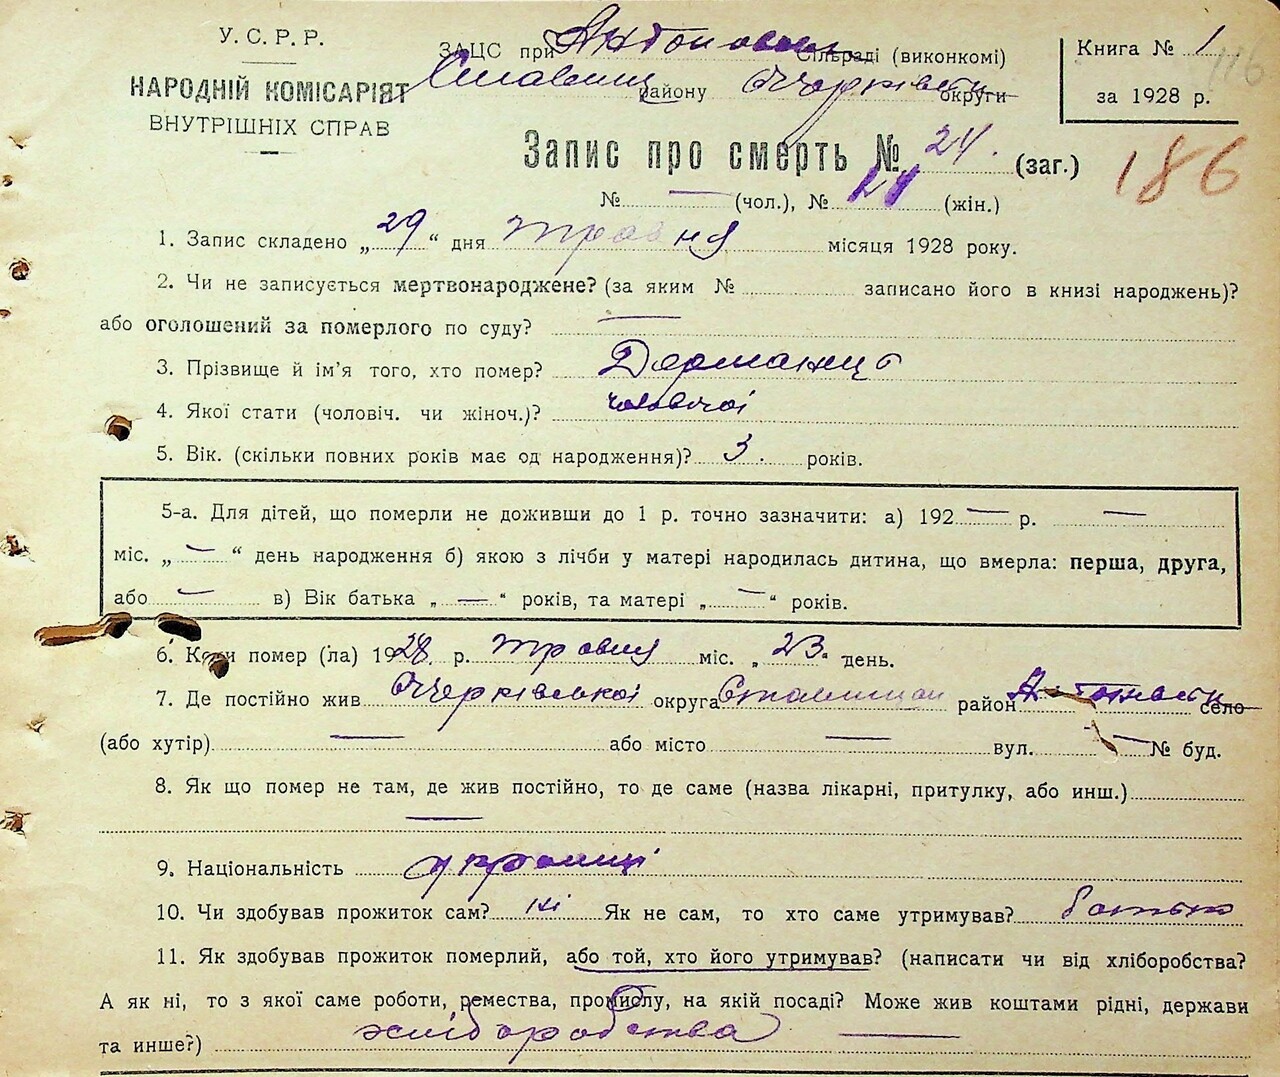 У. С. Р. Р.
НАРОДНІЙ КОМІСАРІЯТ
ВНУТРІШНІХ СПРАВ
ЗАЦС при Сільраді (виконкомі)
району округи
Книга № 1
116
за 1928 р.
Запис про смерть № 24. (заг.)
186
№ — (чол.), № (жін.)
1. Запис складено „29“ дня травня місяця 1928 року.
2. Чи не записується мертвонароджене? (за яким № записано його в книзі народжень)?
або оголошений за померлого по суду? —
3. Прізвище й ім'я того, хто помер?
4. Якої статі (чоловіч. чи жіноч.)? чоловічої
5. Вік. (скільки повних років має од народження)? 3. років.
5-а. Для дітей, що померли не доживши до 1 р. точно зазначити: а) 192 — р. —
міс. „ — “ день народження б) якою з лічби у матері народилась дитина, що вмерла: перша, друга,
або — в) Вік батька „ — “ років, та матері „ — “ років.
6. Коли помер (ла) 1928 р. травня міс. „23“ день.
7. Де постійно жив округа район село
(або хутір) — або місто — вул. — № буд.
8. Як що помер не там, де жив постійно, то де саме (назва лікарні, притулку, або инш.)
—
9. Національність українці
10. Чи здобував прожиток сам? ні Як не сам, то хто саме утримував? батько
11. Як здобував прожиток померлий, або той, хто його утримував? (написати чи від хліборобства?
А як ні, то з якої саме роботи, ремества, промислу, на якій посаді? Може жив коштами рідні, держави
та инше?) хліборобства —